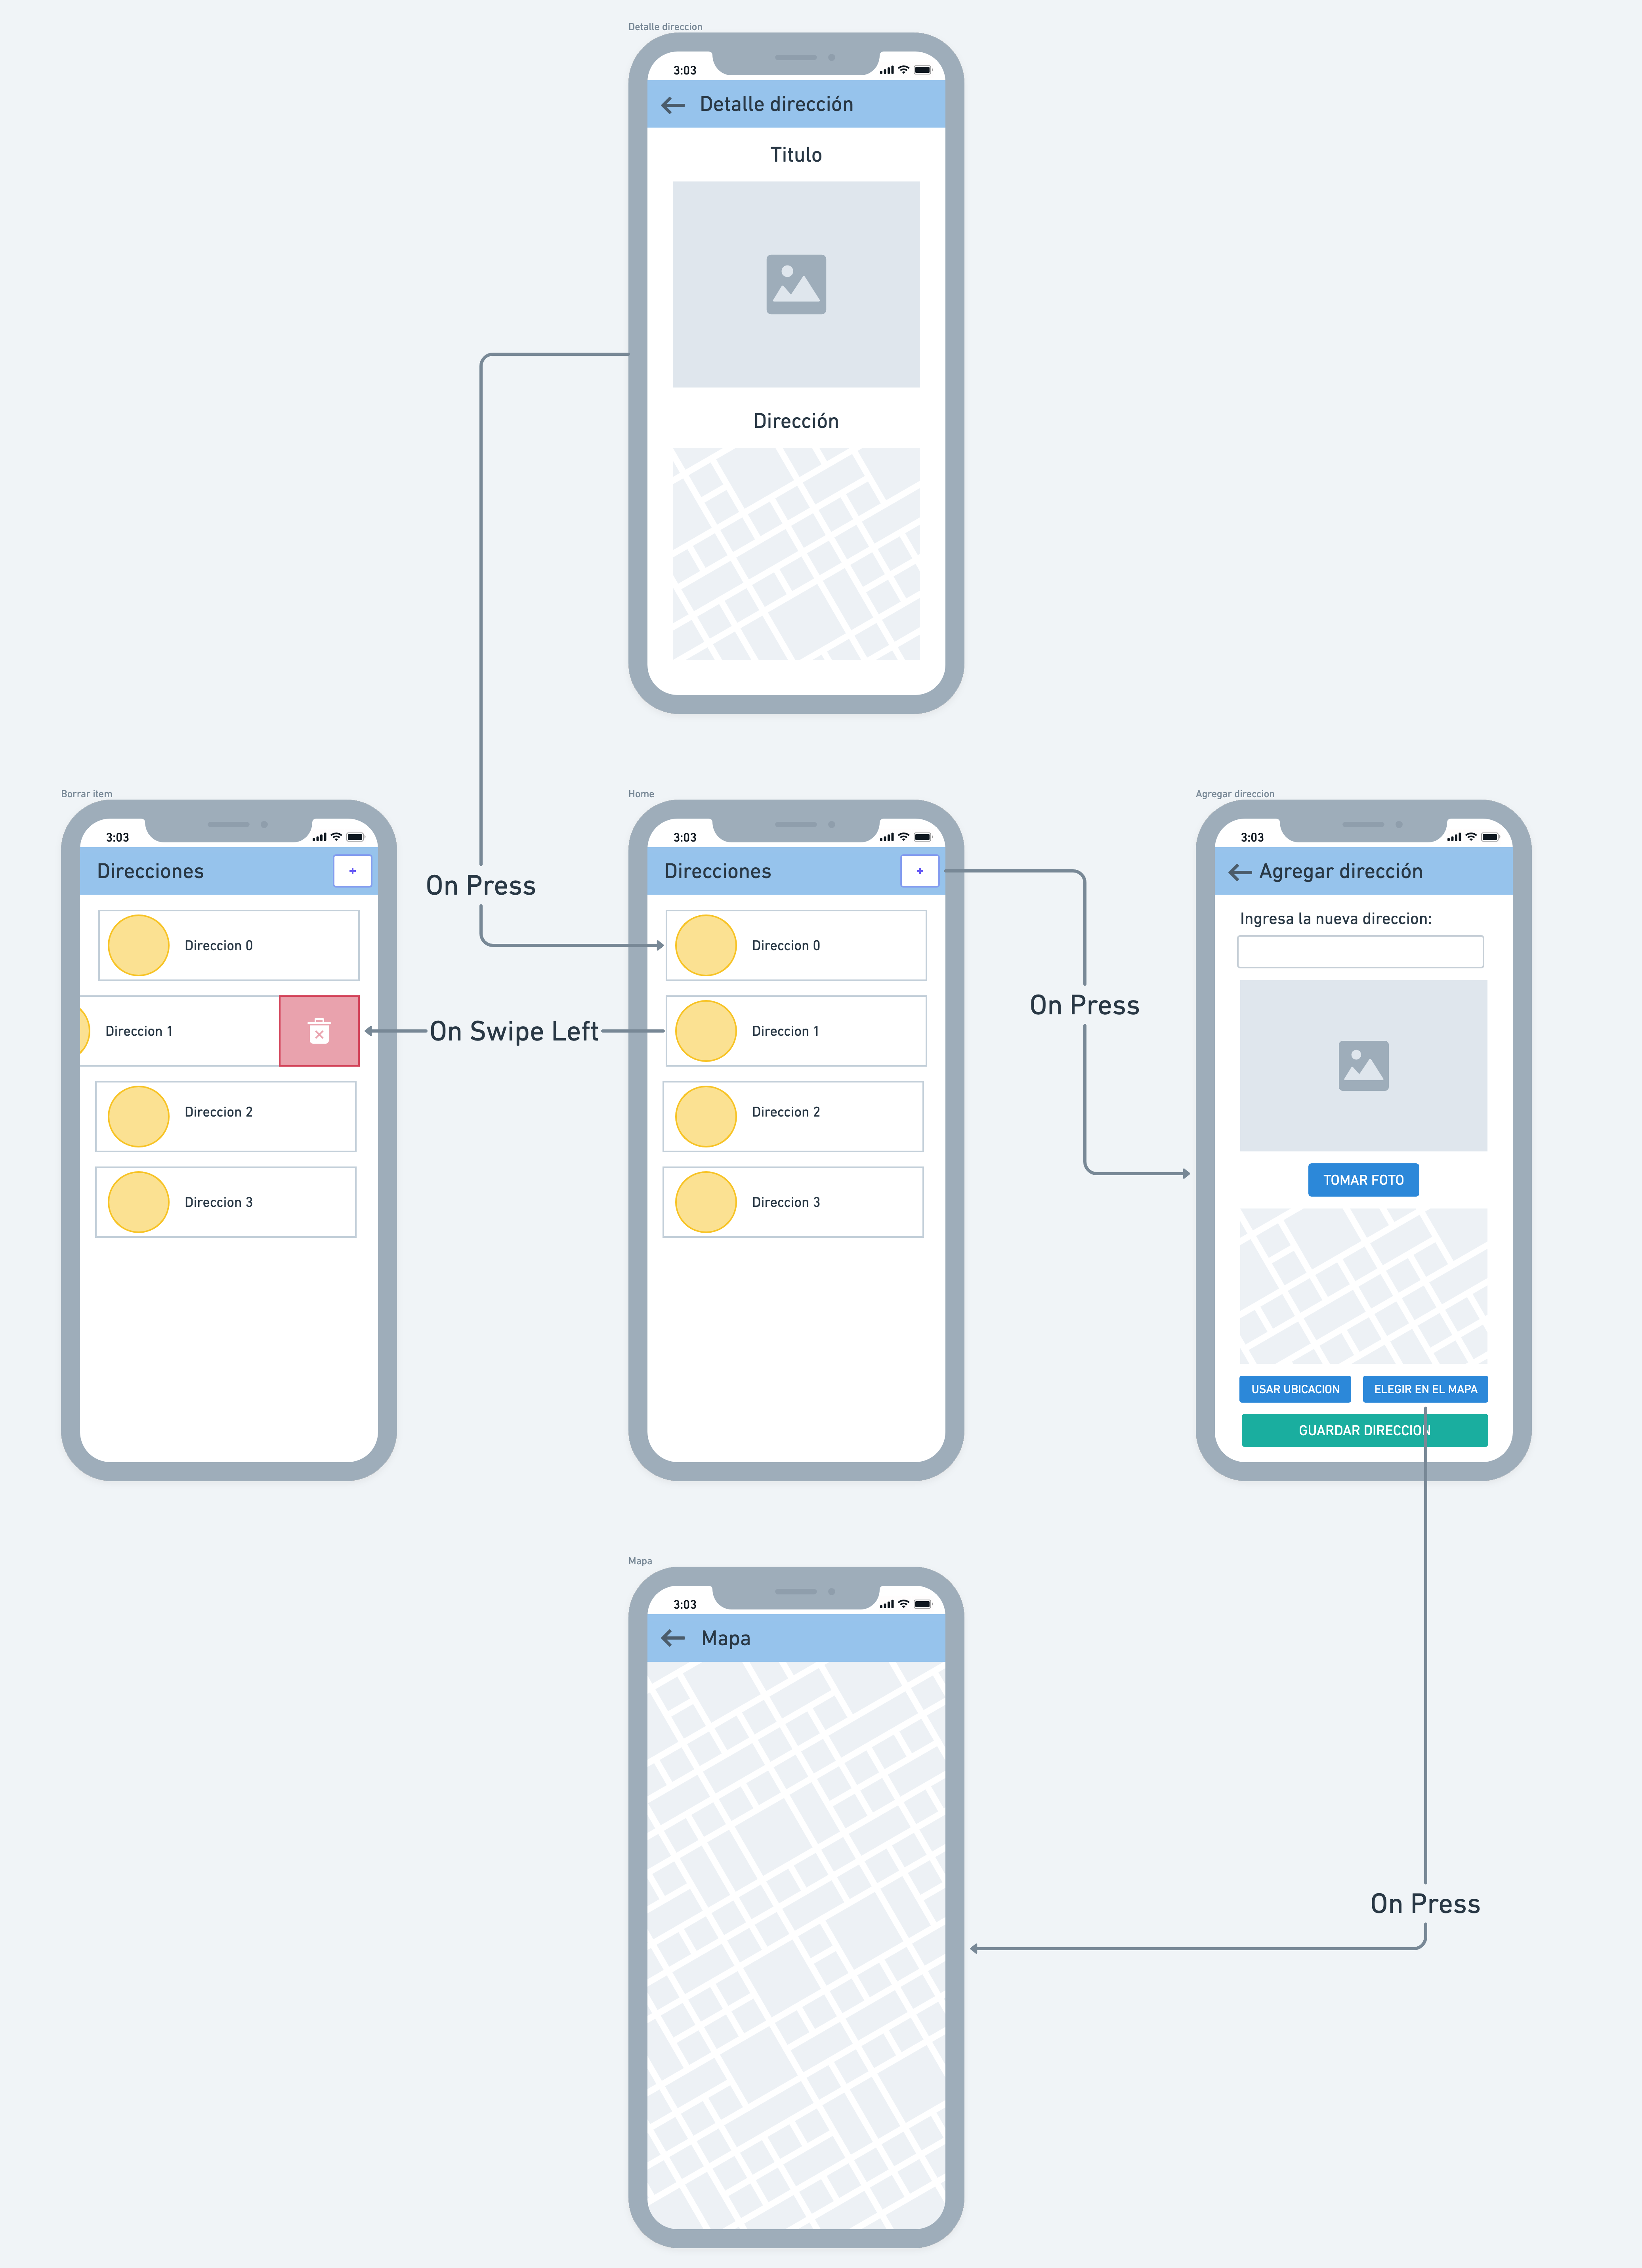 Detalle direccion
3:03
Detalle dirección
Titulo
Dirección
Borrar item
3:03
Direcciones
+
Direccion 0
Direccion 1
Direccion 2
Direccion 3
On Press
On Swipe Left
Home
3:03
Direcciones
+
Direccion 0
Direccion 1
Direccion 2
Direccion 3
On Press
Agregar direccion
3:03
Agregar dirección
Ingresa la nueva direccion:
TOMAR FOTO
USAR UBICACION
ELEGIR EN EL MAPA
GUARDAR DIRECCION
On Press
Mapa
3:03
Mapa